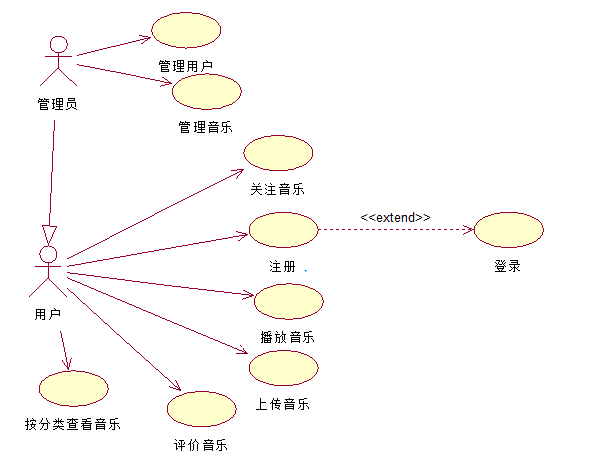 管理用户
管理员
管理音乐
关注音乐
<<extend>>
注册
登录
用户
播放音乐
上传音乐
按分类查看音乐
评价音乐